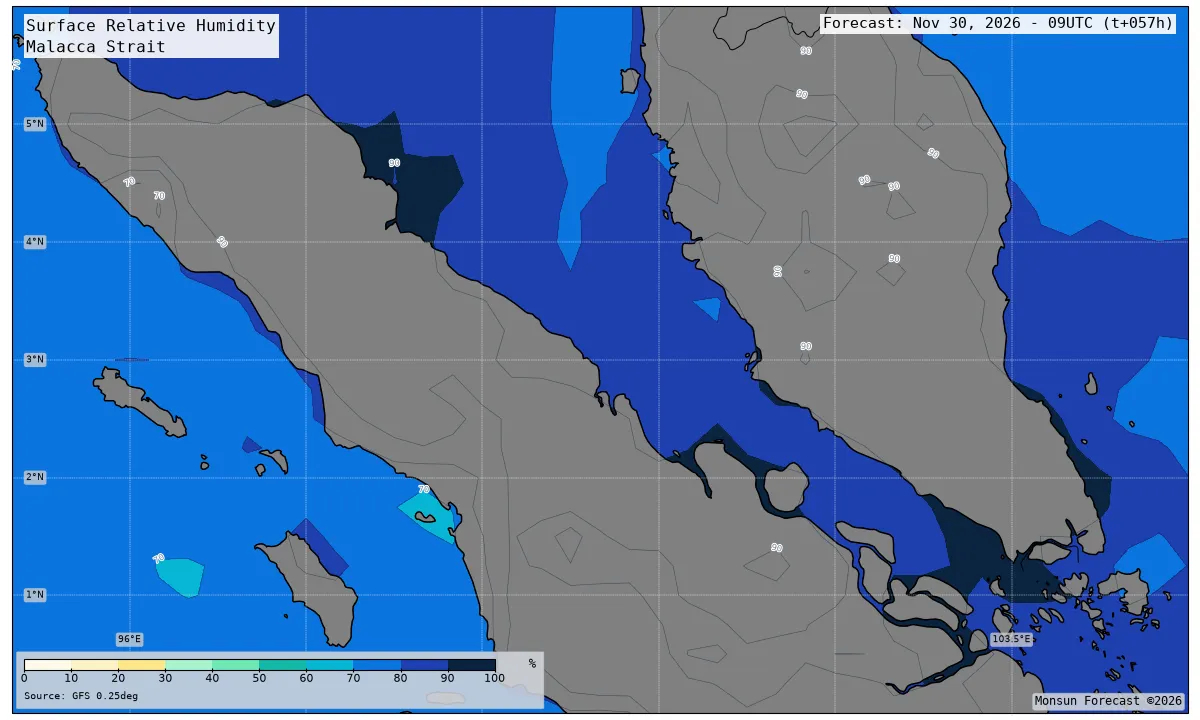 Surface Relative Humidity
Malacca Strait
Forecast: Nov 30, 2026 - 09UTC (t+057h)
90
70
90
5°N
90
90
90
70
90
90
70
4°N
90
90
90
90
3°N
2°N
70
90
70
1°N
96°E
103.5°E
%
0 10 20 30 40 50 60 70 80 90 100
Source: GFS 0.25deg
Monsun Forecast ©2026